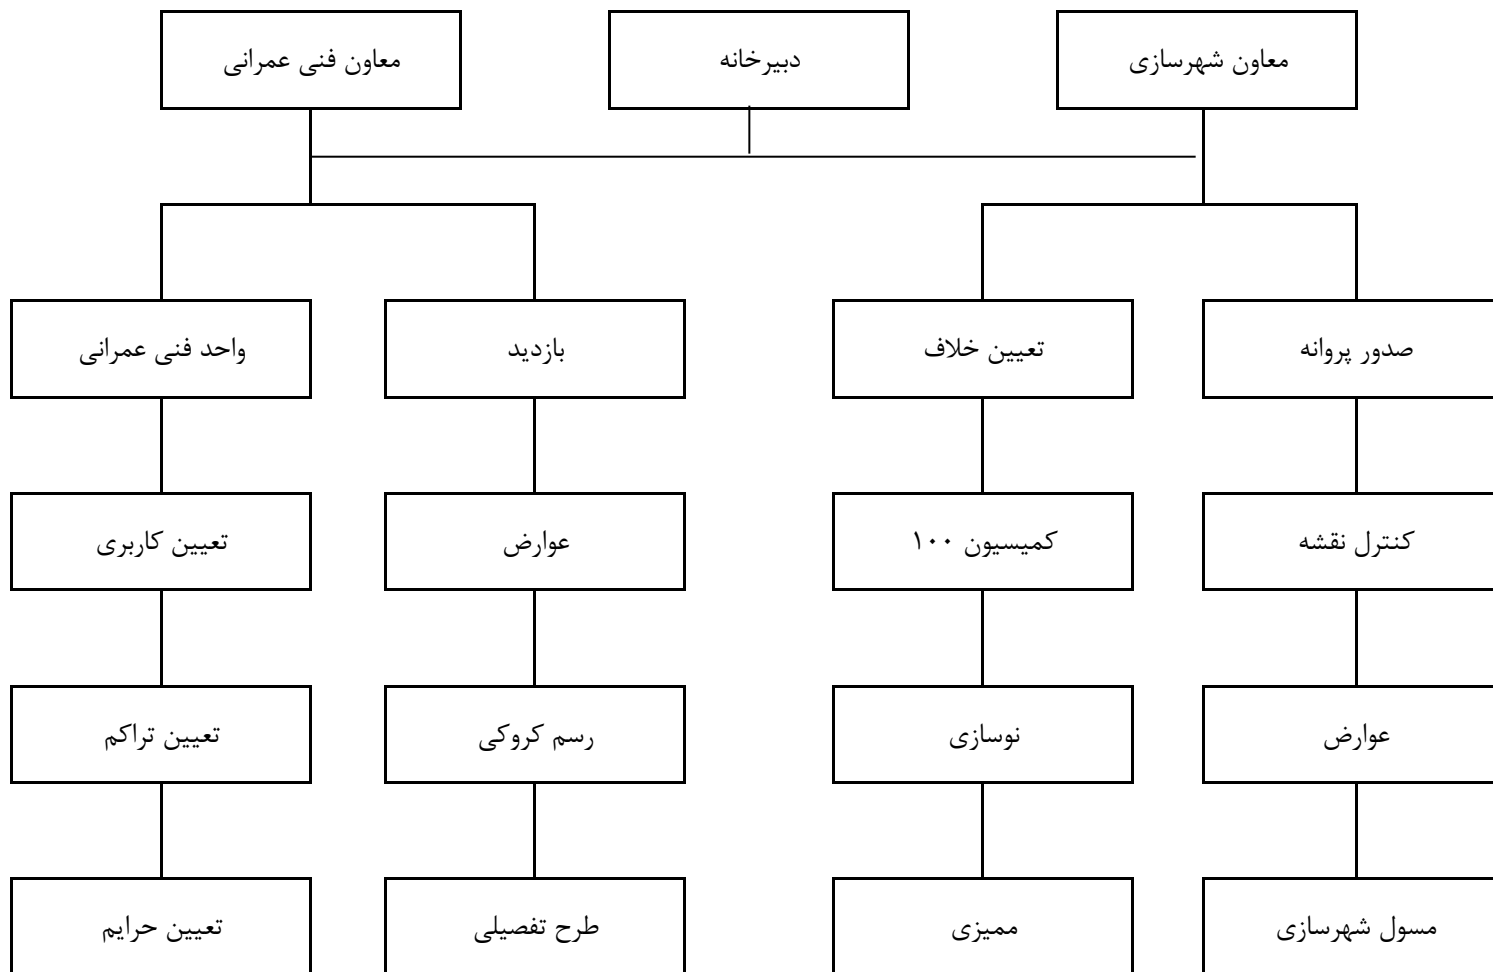 معاون شهرسازی
دبیرخانه
معاون فنی عمرانی
صدور پروانه
تعیین خلاف
بازدید
واحد فنی عمرانی
کنترل نقشه
کمیسیون ۱۰۰
عوارض
تعیین کاربری
عوارض
نوسازی
رسم کروکی
تعیین تراکم
مسول شهرسازی
ممیزی
طرح تفصیلی
تعیین حرایم